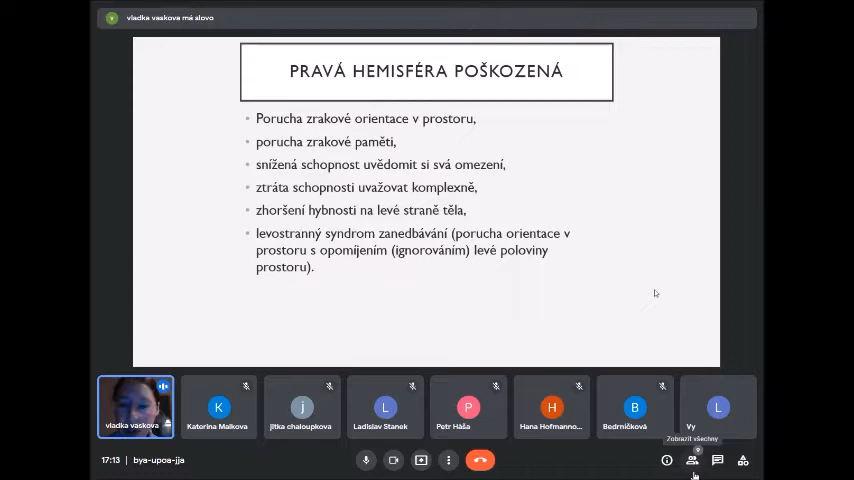 v
vladka vaskova má slovo
PRAVÁ HEMISFÉRA POŠKOZENÁ
• Porucha zrakové orientace v prostoru,
• porucha zrakové paměti,
• snížená schopnost uvědomit si svá omezení,
• ztráta schopnosti uvažovat komplexně,
• zhoršení hybnosti na levé straně těla,
• levostranný syndrom zanedbávání (porucha orientace v
prostoru s opomíjením (ignorováním) levé poloviny
prostoru).
K
j
L
P
H
B
L
vladka vaskova
Katerina Malkova
jitka chaloupkova
Ladislav Stanek
Petr Háša
Hana Hofmanno...
Bedrníčková
Vy
Zobrazit všechny
9
17:13 | bya-upoa-jja